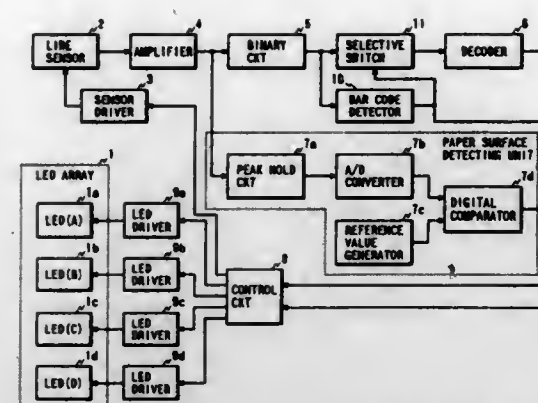 2
4
5
11
6
LINE
SENSOR
AMPLIFIER
BINARY
CKT
SELECTIVE
SWITCH
DECODER
3
10
SENSOR
DRIVER
BAR CODE
DETECTOR
PAPER SURFACE
DETECTING UNIT
1
7a
7b
7d
LED ARRAY
PEAK HOLD
CKT
A/D
CONVERTER
DIGITAL
COMPARATOR
1a
9a
LED(A)
LED
DRIVER
7c
REFERENCE
VALUE
GENERATOR
1b
9b
8
LED(B)
LED
DRIVER
CONTROL
CKT
1c
9c
LED(C)
LED
DRIVER
1d
9d
LED(D)
LED
DRIVER